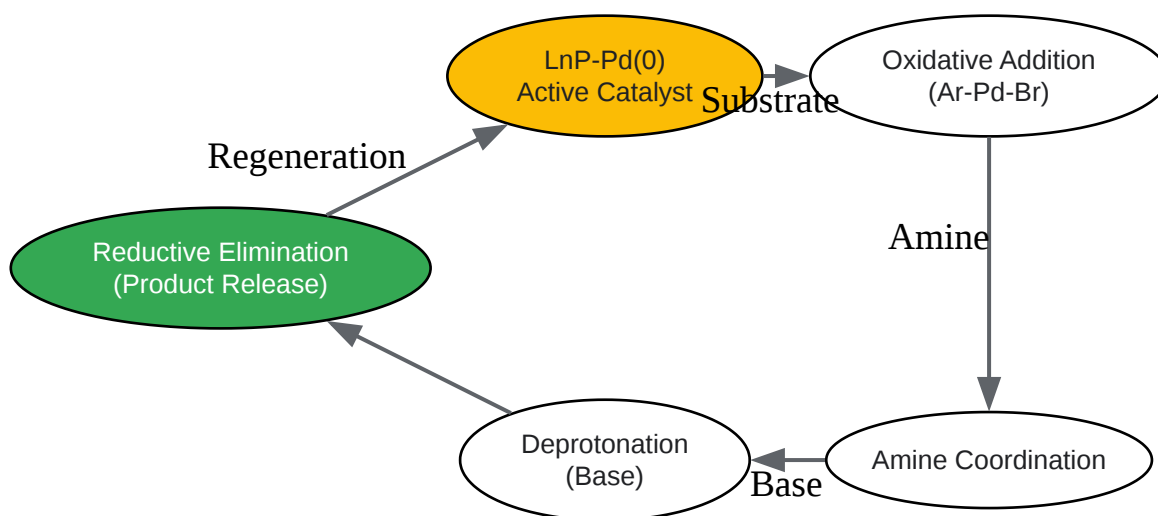 LnP-Pd(0)
Active Catalyst
Substrate
Oxidative Addition
(Ar-Pd-Br)
Amine
Amine Coordination
Base
Deprotonation
(Base)
Reductive Elimination
(Product Release)
Regeneration